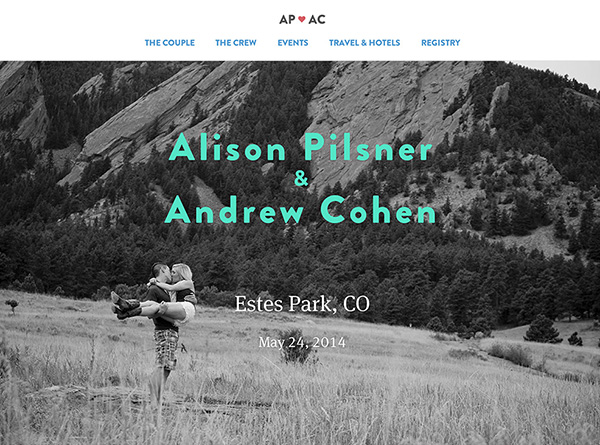 AP ♥ AC
THE COUPLE THE CREW EVENTS TRAVEL & HOTELS REGISTRY
Alison Pilsner
&
Andrew Cohen
Estes Park, CO
May 24, 2014